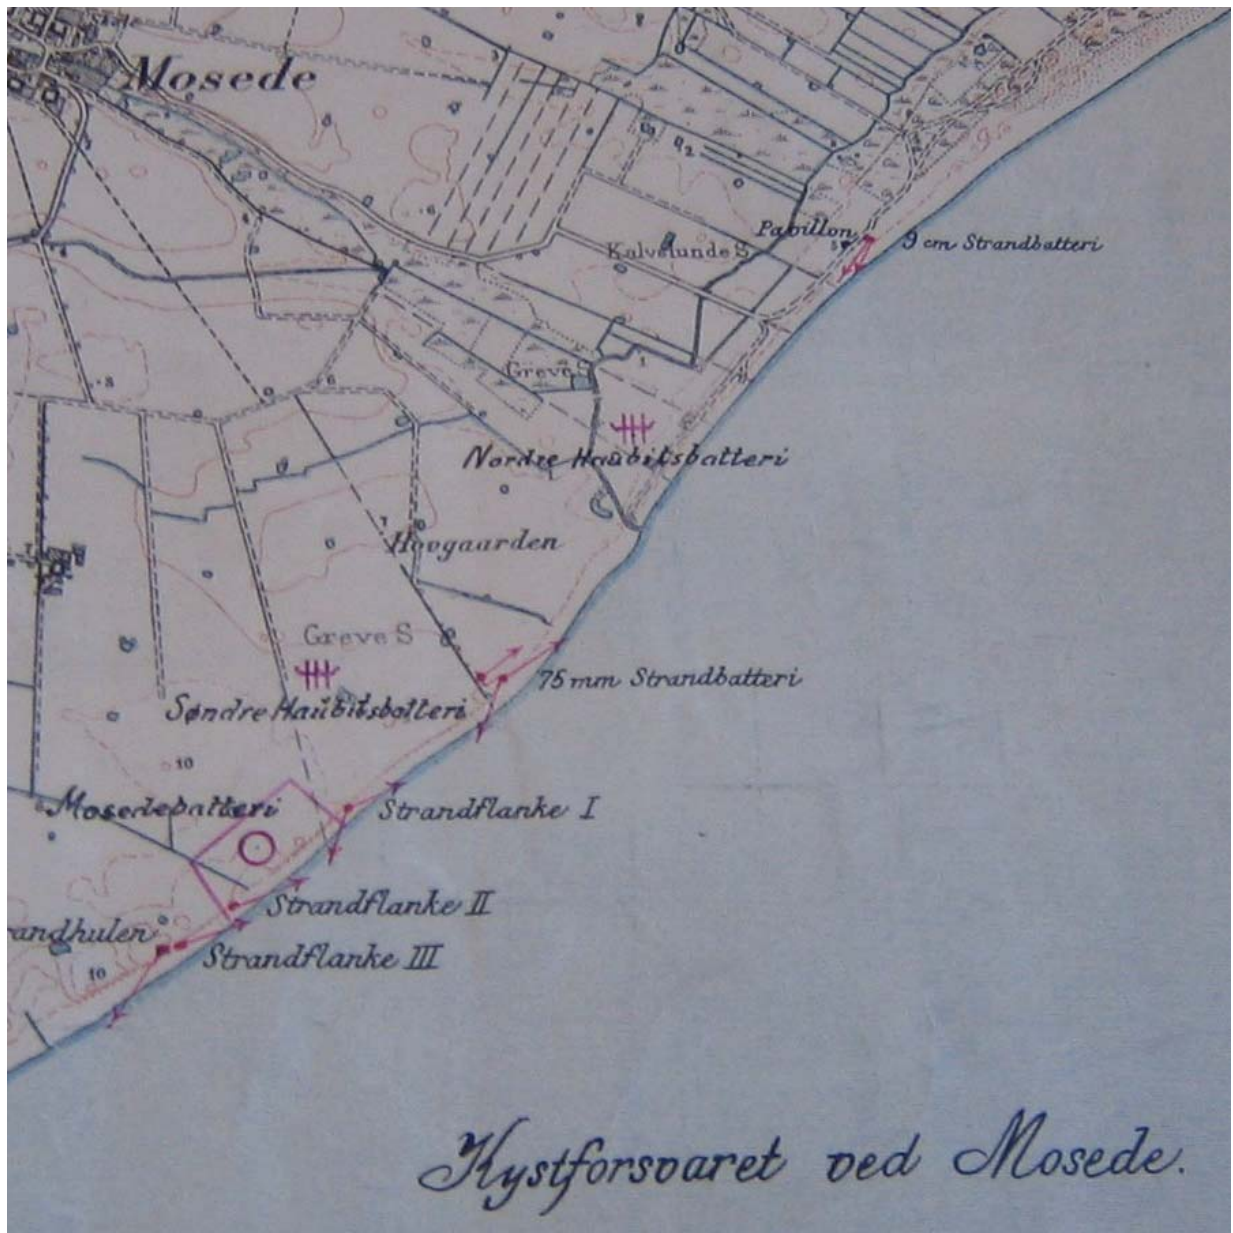 Mosede
Pavillon
9 cm Strandbatteri
Kalvslunde S
Greve S
Nordre Haubitsbatteri
Hovgaarden
Greve S
75 mm Strandbatteri
Søndre Haubitsbatteri
10
Mosedebatteri
Strandflanke I
Strandflanke II
andhulen
Strandflanke III
10
Kystforsvaret ved Mosede.